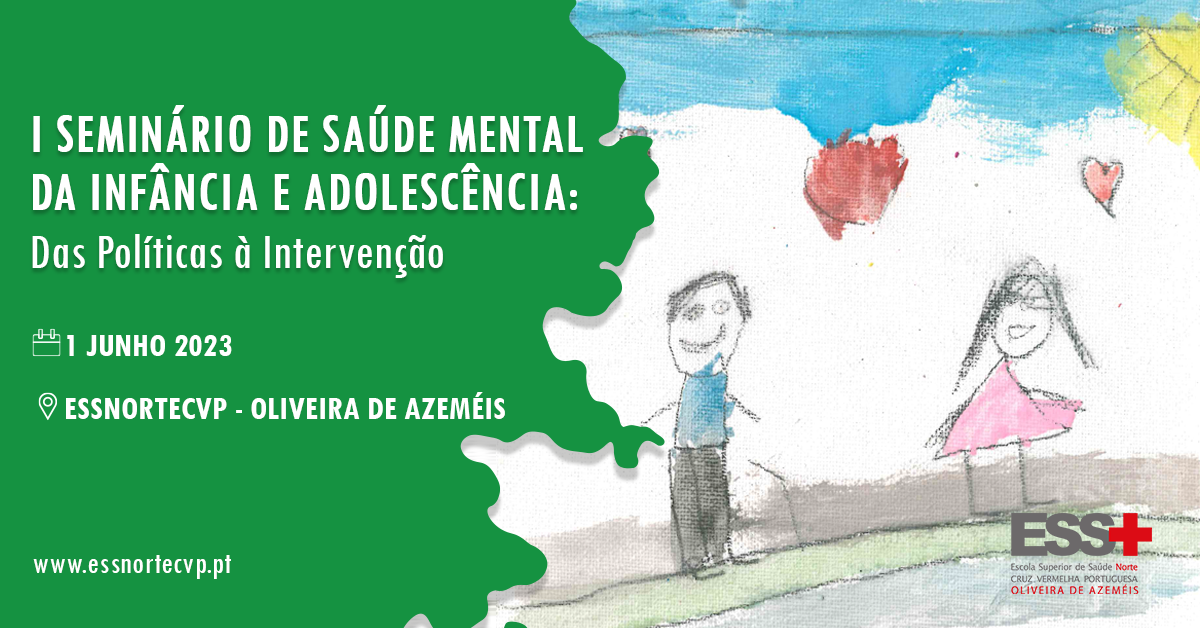 I SEMINÁRIO DE SAÚDE MENTAL
DA INFÂNCIA E ADOLESCÊNCIA:
Das Políticas à Intervenção
1 JUNHO 2023
ESSNORTECVP - OLIVEIRA DE AZEMÉIS
www.essnortecvp.pt
ESS
Escola Superior de Saúde Norte
CRUZ VERMELHA PORTUGUESA
OLIVEIRA DE AZEMÉIS